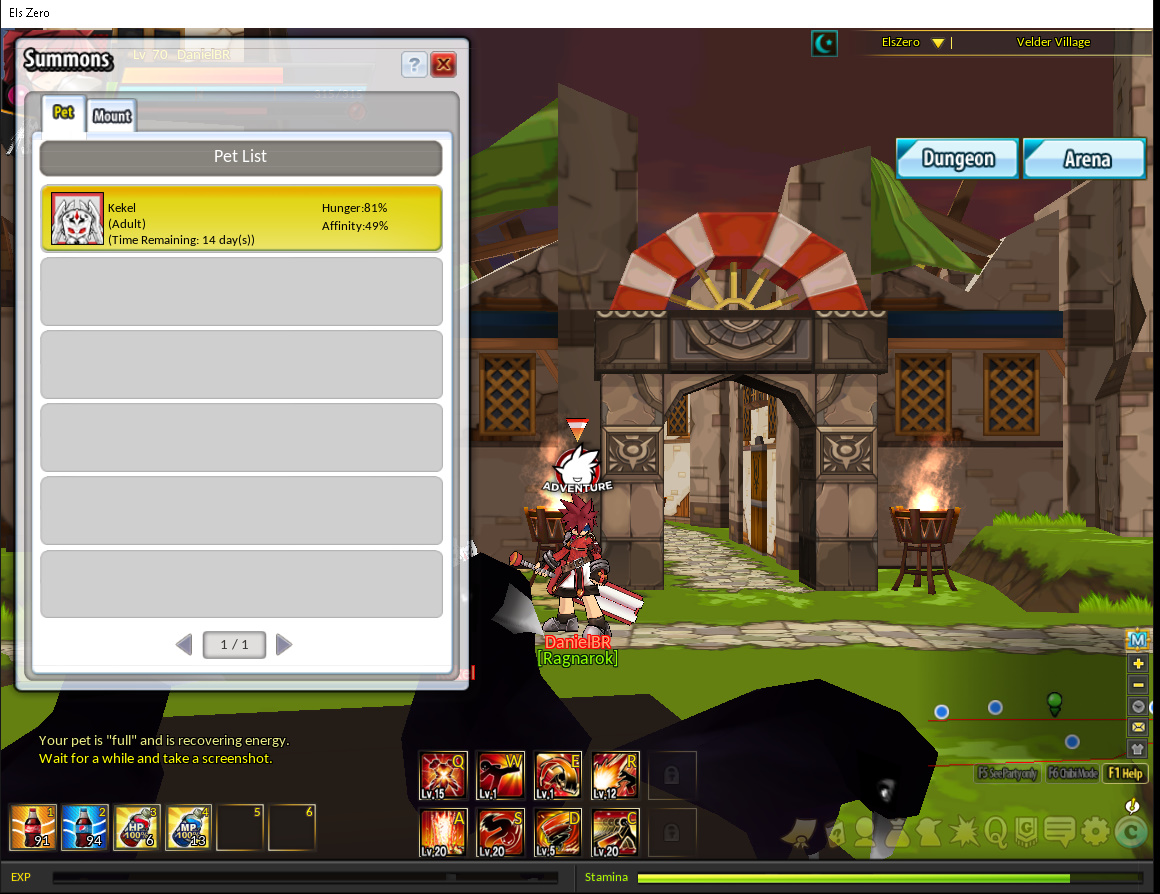 Els Zero
Summons
Lv 70 DanielBR
ElsZero
Velder Village
Pet
Mount
Dungeon
Arena
Pet List
Kekel
(Adult)
(Time Remaining: 14 day(s))
Hunger:81%
Affinity:49%
ADVENTURE
1 / 1
DanielBR
[Ragnarok]
M
Your pet is "full" and is recovering energy.
Wait for a while and take a screenshot.
F5 See Party only
F6 Chibi Mode
F1 Help
Q
Lv.15
W
Lv.1
E
Lv.1
R
Lv.12
1
91
2
94
3
HP
100%
6
4
MP
100%
13
5
6
A
Lv.20
S
Lv.20
D
Lv.5
C
Lv.20
EXP
Stamina